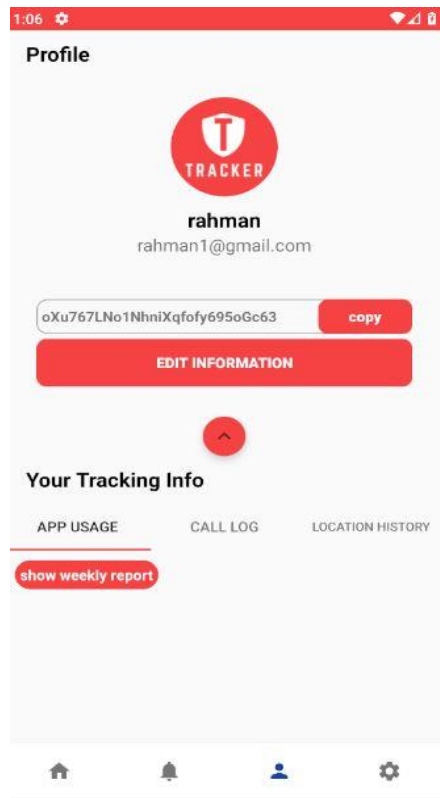 1:06
Profile
T
TRACKER
rahman
rahman1@gmail.com
oXu767LNo1NhniXqfofy695oGc63 copy
EDIT INFORMATION
Your Tracking Info
APP USAGE CALL LOG LOCATION HISTORY
show weekly report